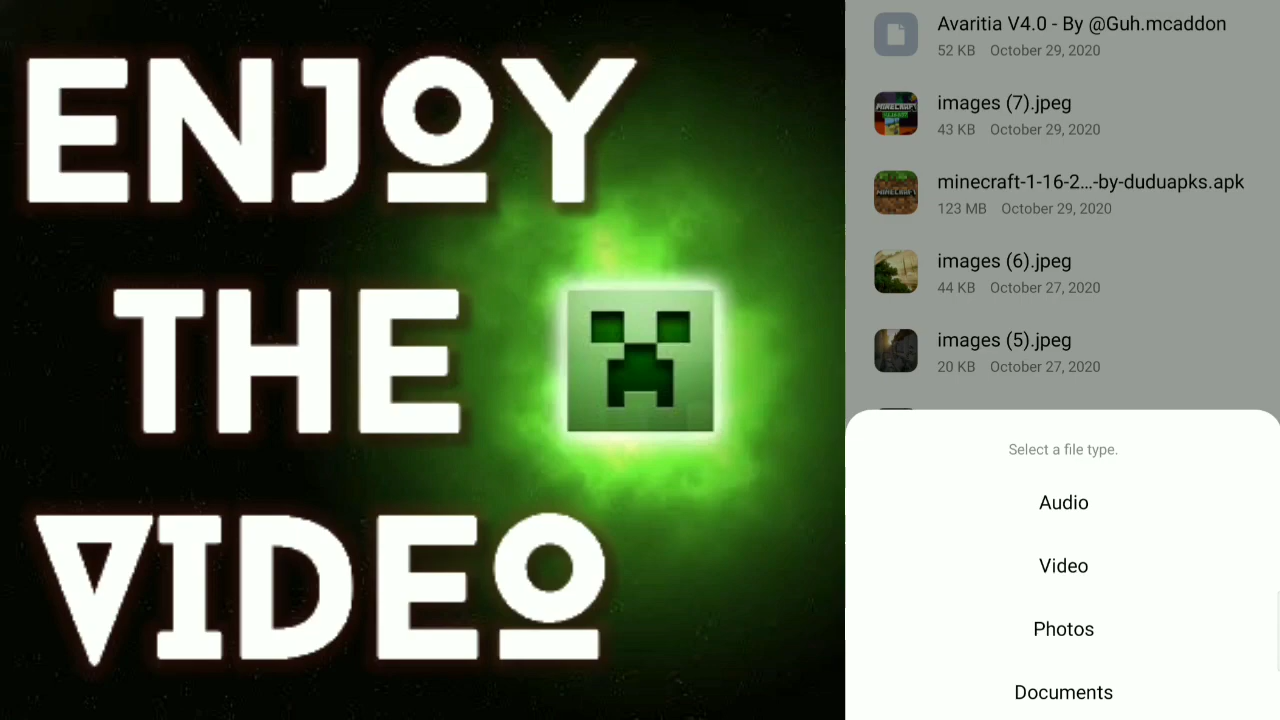 ENJOY
THE
VIDEO
Avaritia V4.0 - By @Guh.mcaddon
52 KB October 29, 2020
images (7).jpeg
43 KB October 29, 2020
minecraft-1-16-2...-by-duduapks.apk
123 MB October 29, 2020
images (6).jpeg
44 KB October 27, 2020
images (5).jpeg
20 KB October 27, 2020
Select a file type.
Audio
Video
Photos
Documents